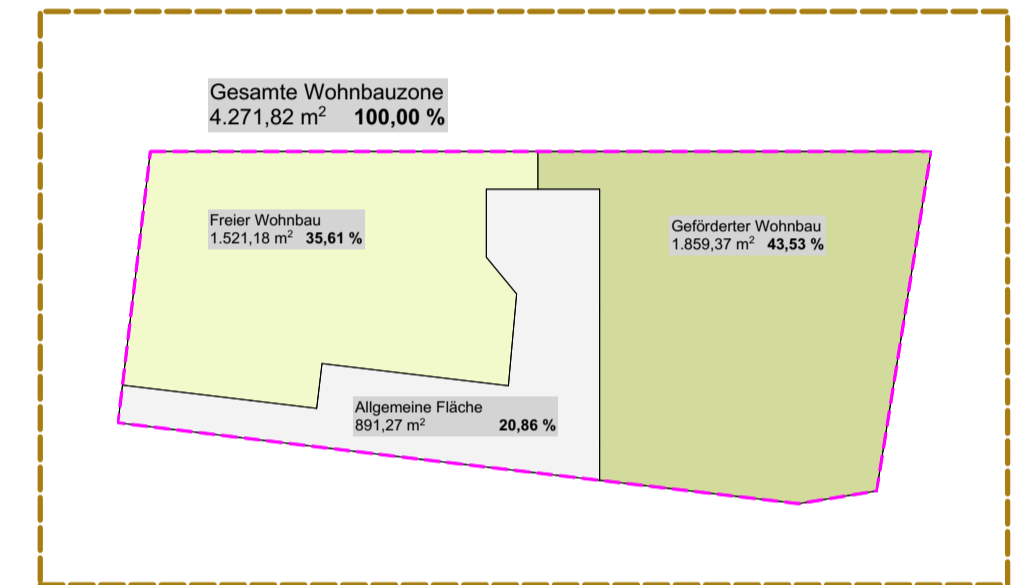 Gesamte Wohnbauzone
4.271,82 m² 100,00 %
Freier Wohnbau
1.521,18 m² 35,61 %
Geförderter Wohnbau
1.859,37 m² 43,53 %
Allgemeine Fläche
891,27 m² 20,86 %